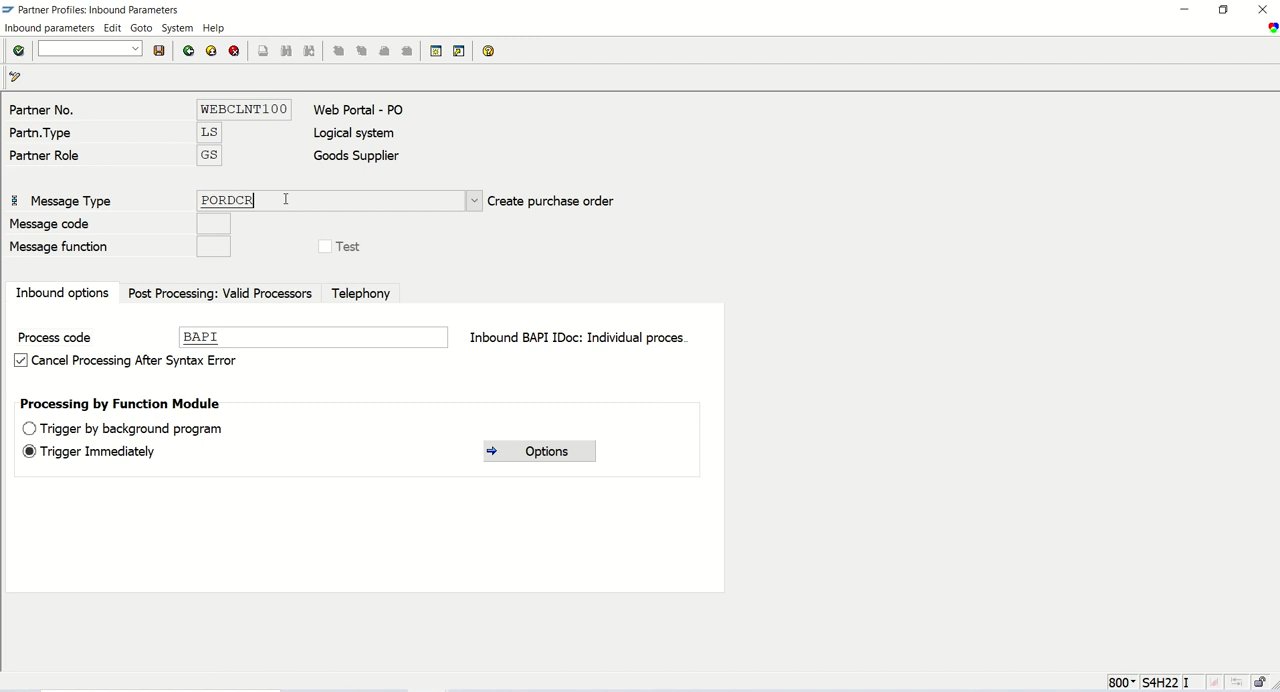 Partner Profiles: Inbound Parameters
Inbound parameters Edit Goto System Help
Partner No. WEBCLNT100 Web Portal - PO
Partn.Type LS Logical system
Partner Role GS Goods Supplier
Message Type PORDCR Create purchase order
Message code
Message function Test
Inbound options Post Processing: Valid Processors Telephony
Process code BAPI Inbound BAPI IDoc: Individual proces..
Cancel Processing After Syntax Error
Processing by Function Module
Trigger by background program
Trigger Immediately Options
800 S4H22 I